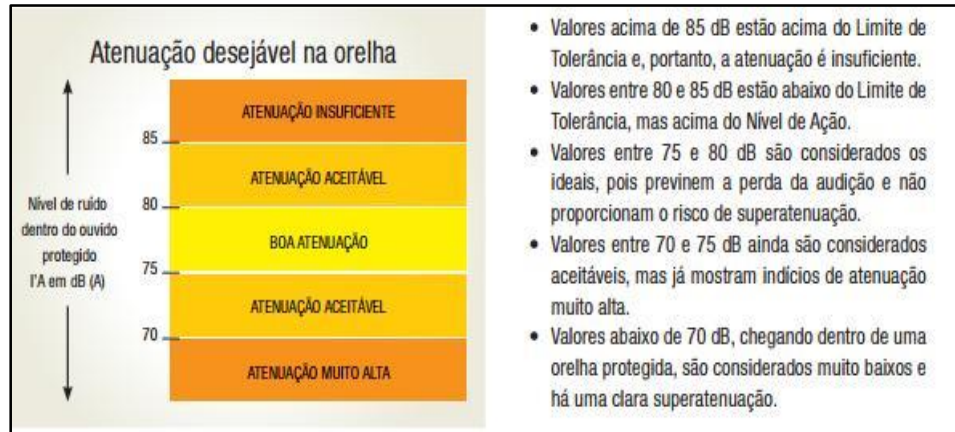 Atenuação desejável na orelha
ATENUAÇÃO INSUFICIENTE
85
ATENUAÇÃO ACEITÁVEL
80
BOA ATENUAÇÃO
75
ATENUAÇÃO ACEITÁVEL
70
ATENUAÇÃO MUITO ALTA
Nível de ruído
dentro do ouvido
protegido
l'A em dB (A)
• Valores acima de 85 dB estão acima do Limite de
Tolerância e, portanto, a atenuação é insuficiente.
• Valores entre 80 e 85 dB estão abaixo do Limite de
Tolerância, mas acima do Nível de Ação.
• Valores entre 75 e 80 dB são considerados os
ideais, pois previnem a perda da audição e não
proporcionam o risco de superatenuação.
• Valores entre 70 e 75 dB ainda são considerados
aceitáveis, mas já mostram indícios de atenuação
muito alta.
• Valores abaixo de 70 dB, chegando dentro de uma
orelha protegida, são considerados muito baixos e
há uma clara superatenuação.